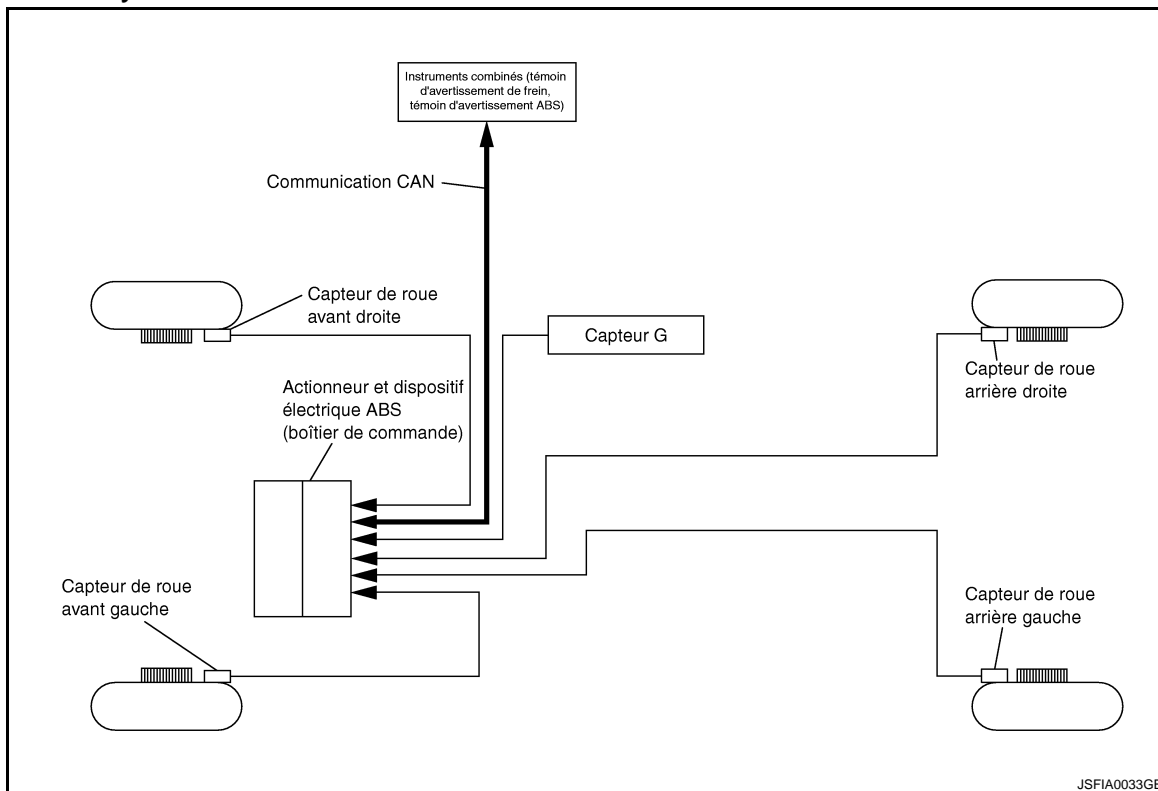 Instruments combinés (témoin
d'avertissement de frein,
témoin d'avertissement ABS)
Communication CAN
Capteur de roue
avant droite
Capteur G
Capteur de roue
arrière droite
Actionneur et dispositif
électrique ABS
(boîtier de commande)
Capteur de roue
avant gauche
Capteur de roue
arrière gauche